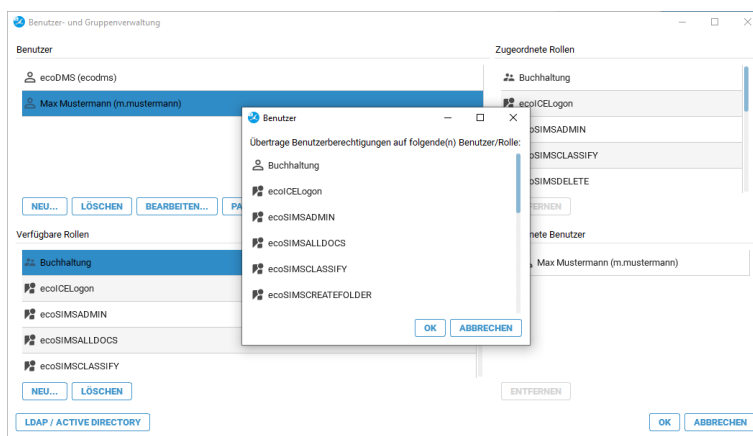 Benutzer- und Gruppenverwaltung
Benutzer
ecoDMS (ecodms)
Max Mustermann (m.mustermann)
NEU...
LÖSCHEN
BEARBEITEN...
Zugeordnete Rollen
Buchhaltung
ecoICELogon
Benutzer
Übertrage Benutzerberechtigungen auf folgende(n) Benutzer/Rolle:
Buchhaltung
ecoICELogon
ecoSIMSADMIN
ecoSIMSALLDOCS
ecoSIMSCLASSIFY
ecoSIMSCREATEFOLDER
OK
ABBRECHEN
Verfügbare Rollen
Buchhaltung
ecoICELogon
ecoSIMSADMIN
ecoSIMSALLDOCS
ecoSIMSCLASSIFY
NEU...
LÖSCHEN
Benutzer
Max Mustermann (m.mustermann)
ENTFERNEN
LDAP / ACTIVE DIRECTORY
OK
ABBRECHEN